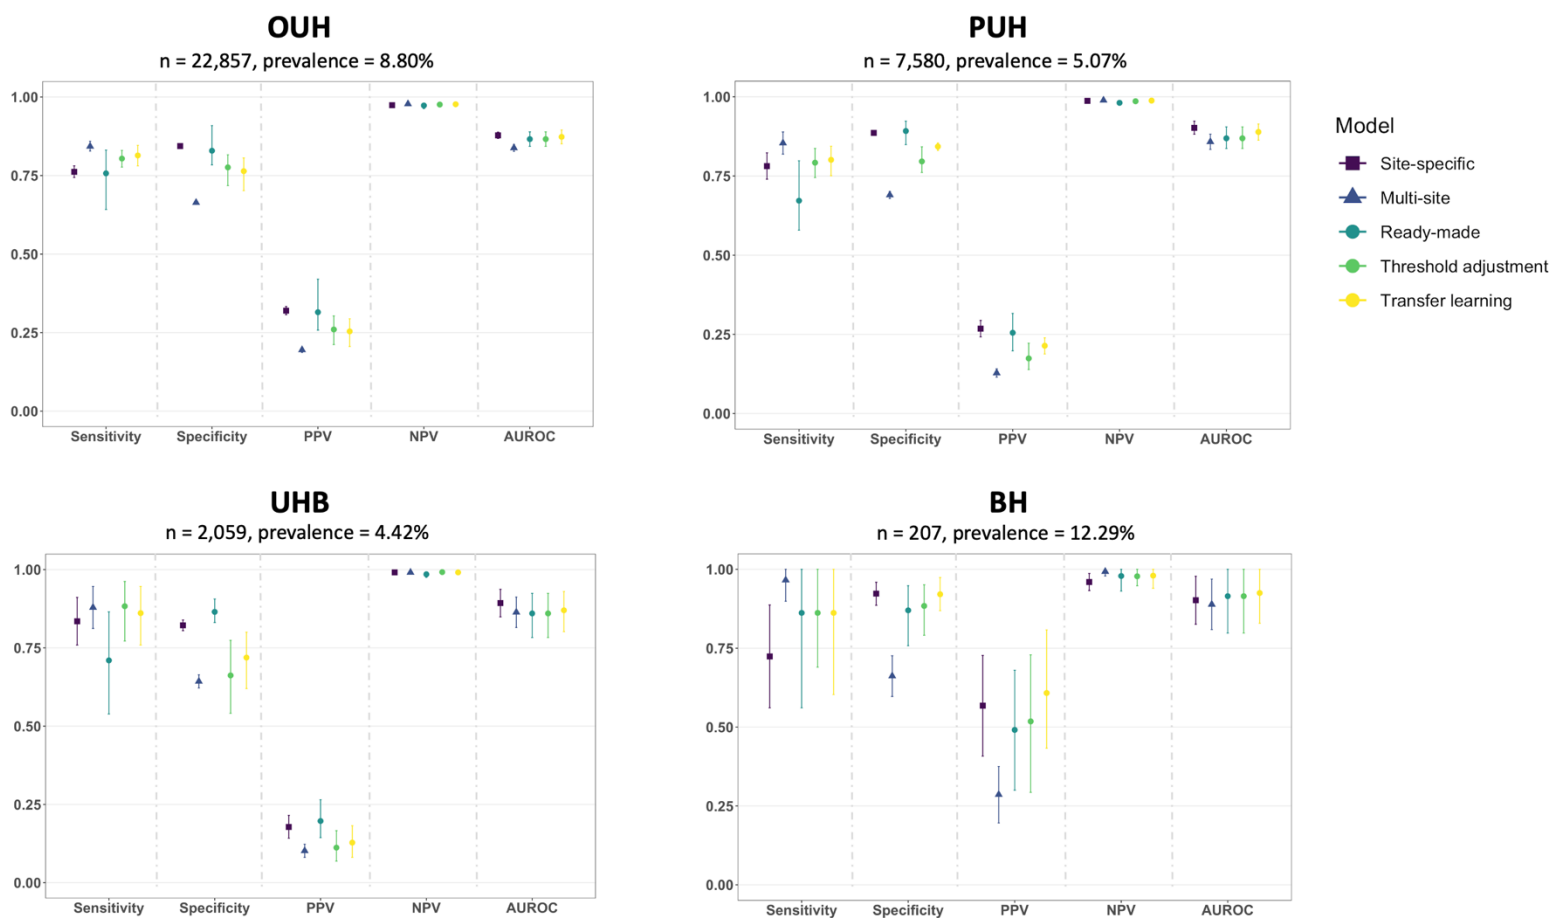 OUH
n = 22,857, prevalence = 8.80%
1.00
0.75
0.50
0.25
0.00
Sensitivity Specificity PPV NPV AUROC
PUH
n = 7,580, prevalence = 5.07%
1.00
0.75
0.50
0.25
0.00
Sensitivity Specificity PPV NPV AUROC
Model
Site-specific
Multi-site
Ready-made
Threshold adjustment
Transfer learning
UHB
n = 2,059, prevalence = 4.42%
1.00
0.75
0.50
0.25
0.00
Sensitivity Specificity PPV NPV AUROC
BH
n = 207, prevalence = 12.29%
1.00
0.75
0.50
0.25
0.00
Sensitivity Specificity PPV NPV AUROC